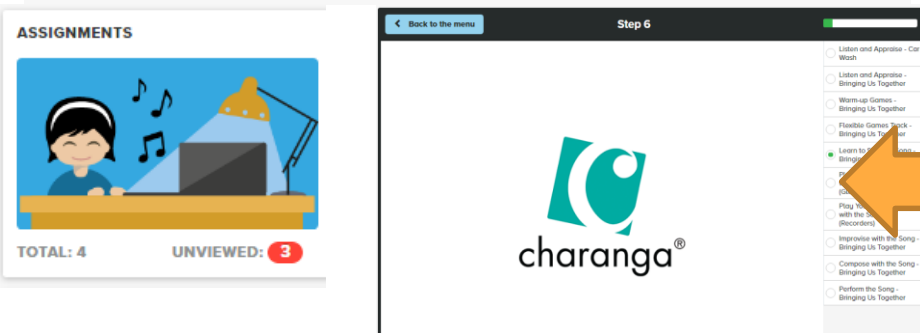 ASSIGNMENTS
TOTAL: 4
UNVIEWED: 3
Back to the menu
Step 6
charanga®
Listen and Appraise - Car
Wash
Listen and Appraise -
Bringing Us Together
Warm-up Games -
Bringing Us Together
Flexible Games Track -
Bringing Us
Learn to
Play
with the
(Recorders)
Improvise with the Song -
Bringing Us Together
Compose with the Song -
Bringing Us Together
Perform the Song -
Bringing Us Together